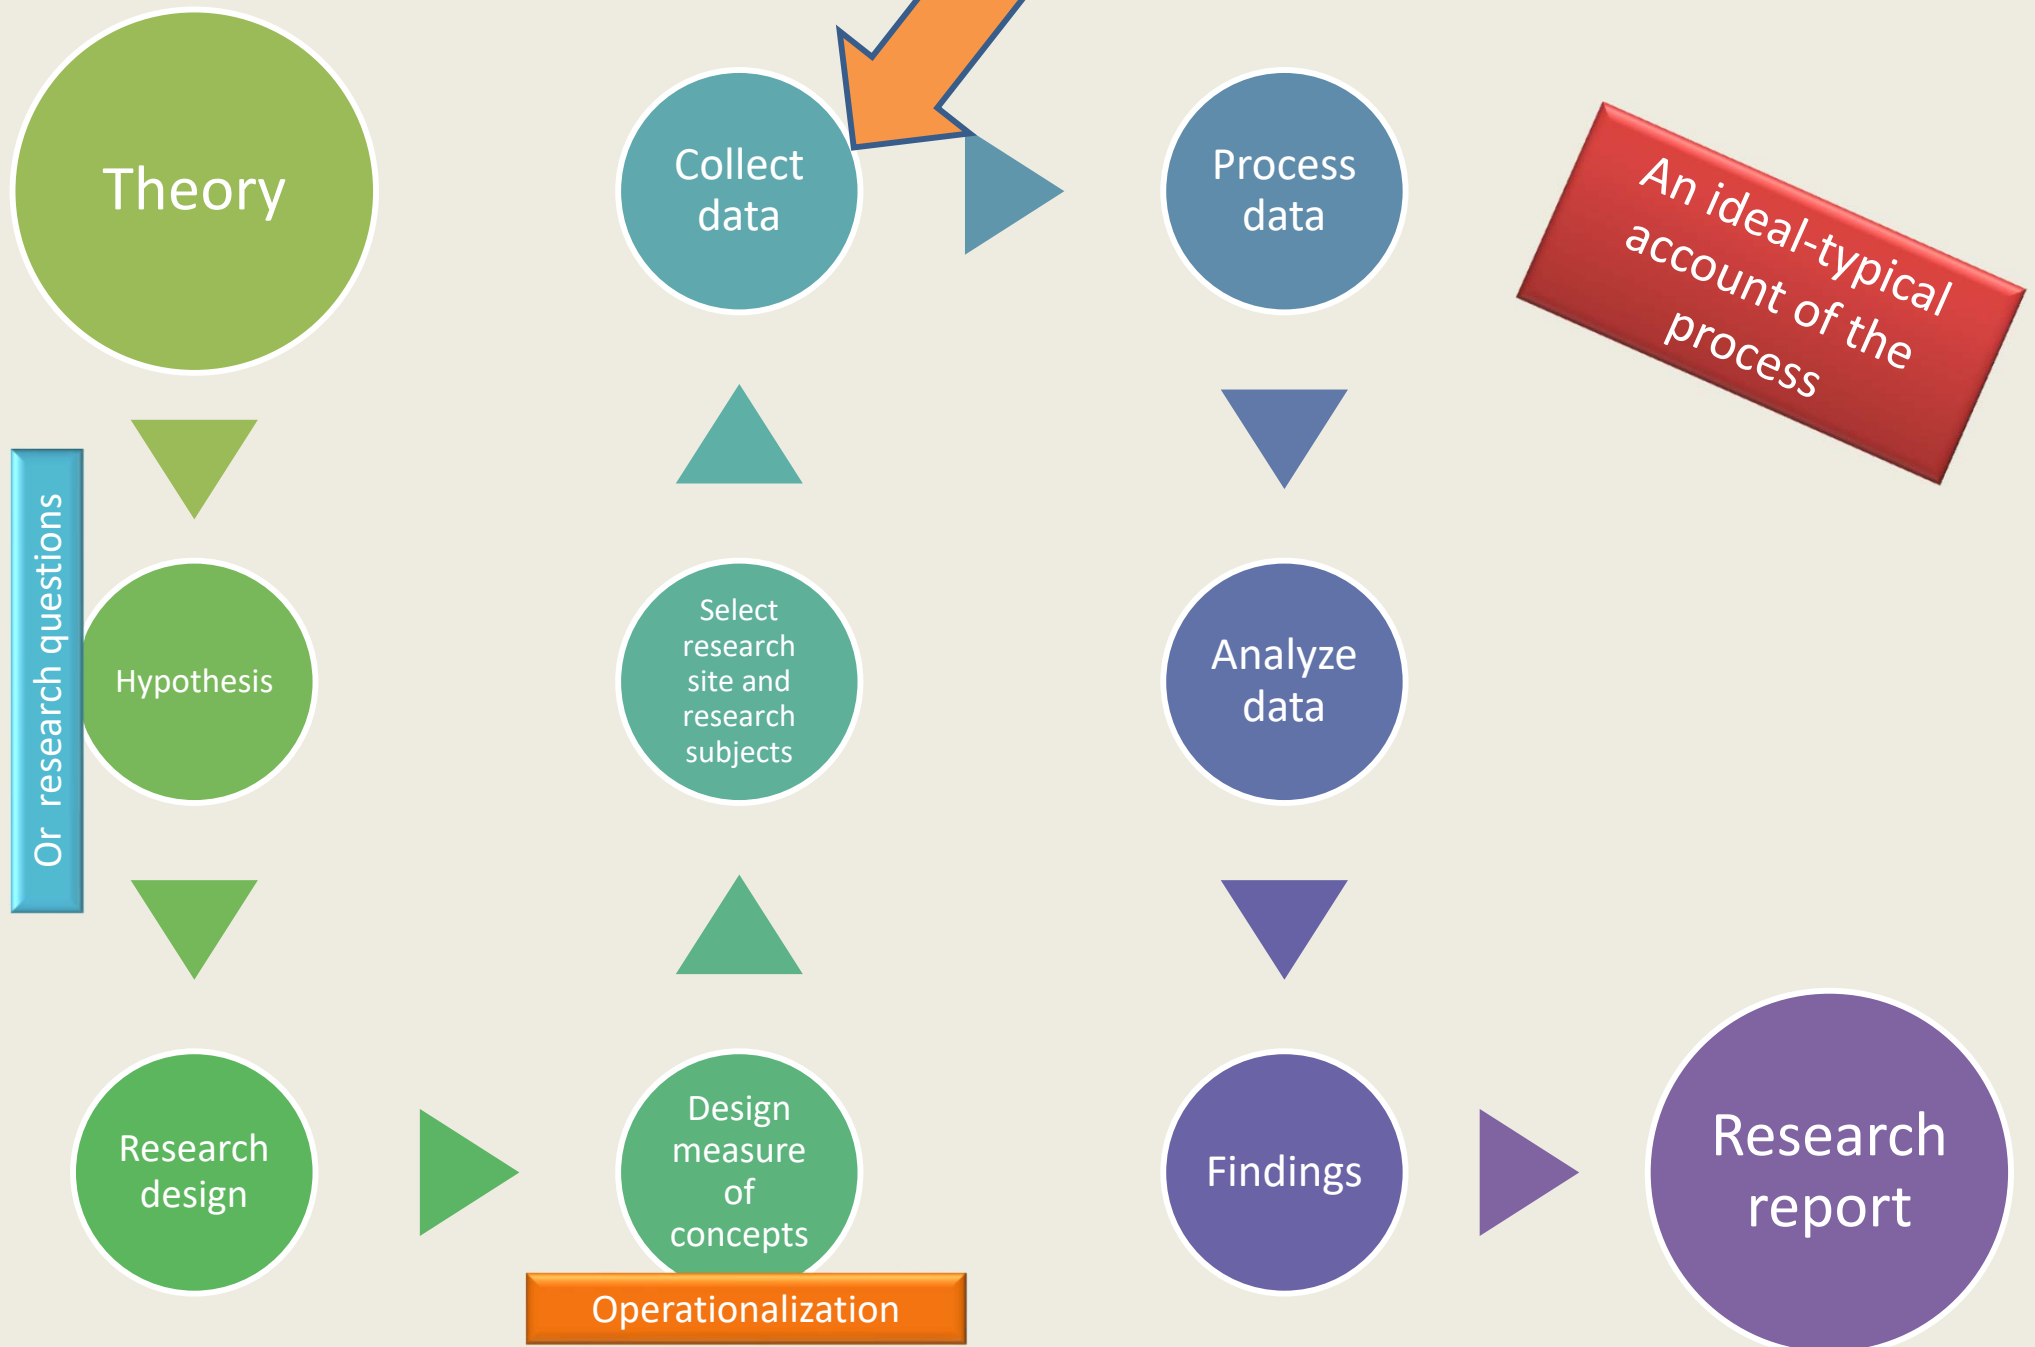 Theory
Or research questions
Hypothesis
Research
design
Design
measure
of
concepts
Operationalization
Select
research
site and
research
subjects
Collect
data
Process
data
Analyze
data
Findings
Research
report
An ideal-typical
account of the
process